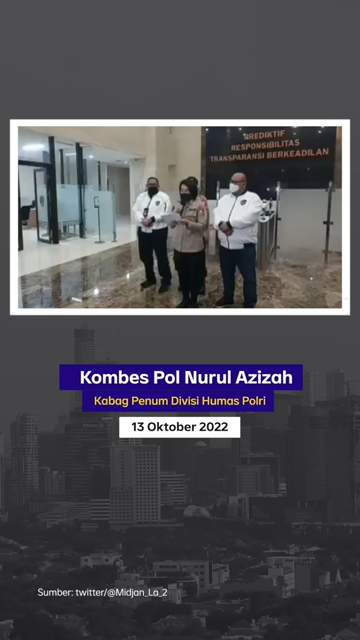 PREDIKTIF
RESPONSIBILITAS
TRANSPARANSI BERKEADILAN
Kombes Pol Nurul Azizah
Kabag Penum Divisi Humas Polri
13 Oktober 2022
Sumber: twitter/@Midjan_La_2